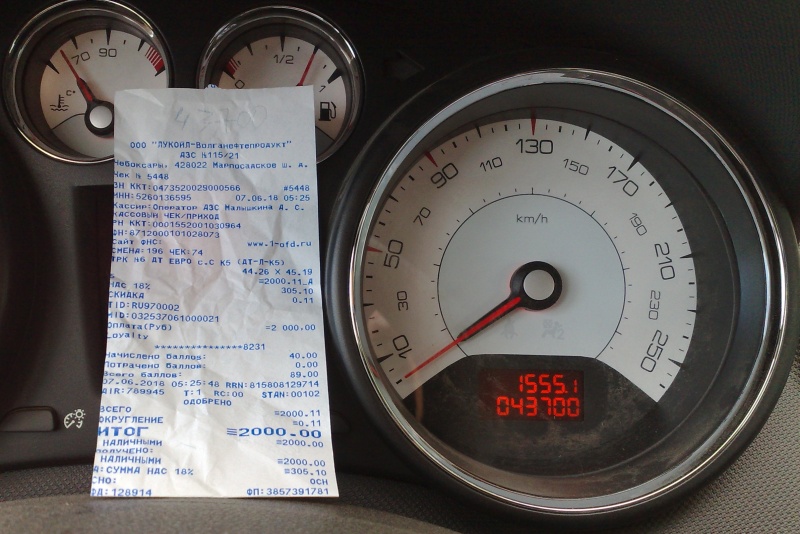 70 90
C°
1/2
0 1
ООО "ЛУКОЙЛ-Волганефтепродукт"
АЗС №115/21
Чебоксары, 428022 Марпосадское ш. д.
Чек № 5448
ЗН ККТ:0473520029000566 #5448
ИНН:5260136595 07.06.18 05:25
Кассир:Оператор АЗС Малышкина А. С.
КАССОВЫЙ ЧЕК/ПРИХОД
РН ККТ:0001552001030964
ФН:8712000101028073
Сайт ФНС: www.1-ofd.ru
СМЕНА:196 ЧЕК:74
ТРК №6 ДТ ЕВРО с.С К5 (ДТ-Л-К5)
44.26 × 45.19
=2000.11_А
НДС 18% 305.10
СКИДКА 0.11
TID:RU970002
MID:032537061000021
Оплата(Руб) =2 000.00
Loyalty
***************8231
Начислено баллов: 40.00
Потрачено баллов: 0.00
Всего баллов: 89.00
07.06.2018 05:25:48 RRN:815808129714
AIR:789945 T:1 RC:00 STAN:00102
ОДОБРЕНО
ВСЕГО ≡2000.11
ОКРУГЛЕНИЕ ≡0.11
ИТОГ ≡2000.00
НАЛИЧНЫМИ ≡2000.00
ПОЛУЧЕНО:
НАЛИЧНЫМИ ≡2000.00
А:СУММА НДС 18% ≡305.10
СНО: ОСН
ФД:128914 ФП:3857391781
10 30 50 70 90 110 130 150 170 190 210 230 250
km/h
1555.1
043700